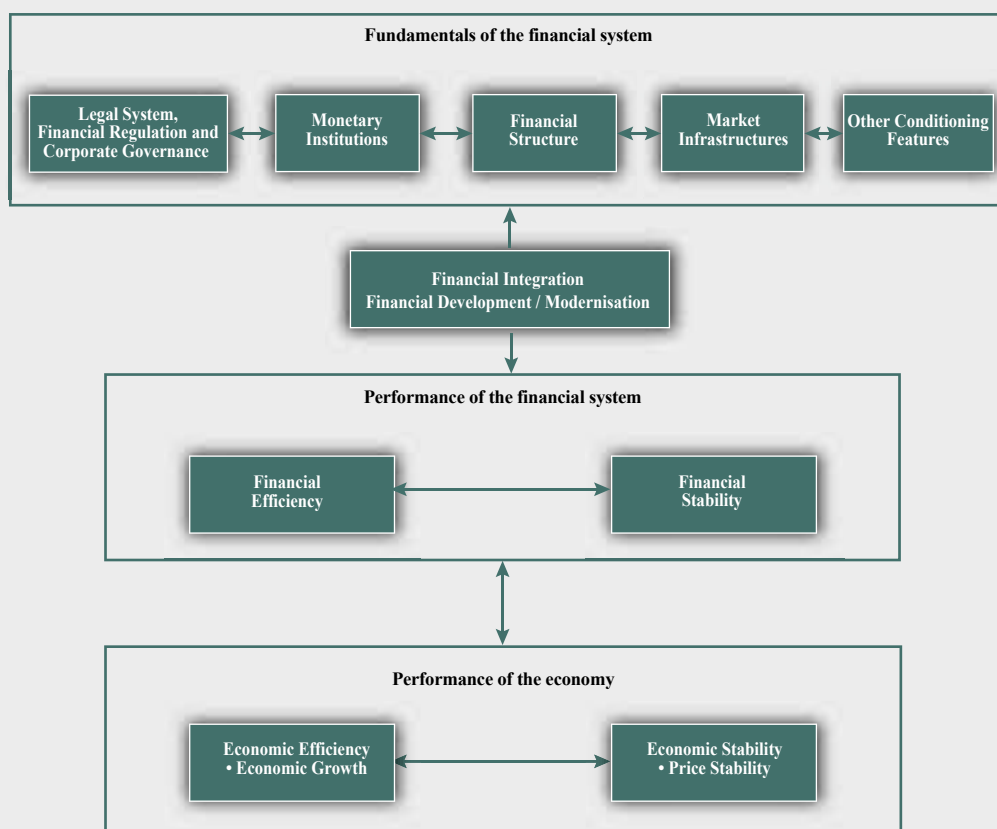 Fundamentals of the financial system
Legal System,
Financial Regulation and
Corporate Governance
Monetary
Institutions
Financial
Structure
Market
Infrastructures
Other Conditioning
Features
Financial Integration
Financial Development / Modernisation
Performance of the financial system
Financial
Efficiency
Financial
Stability
Performance of the economy
Economic Efficiency
• Economic Growth
Economic Stability
• Price Stability